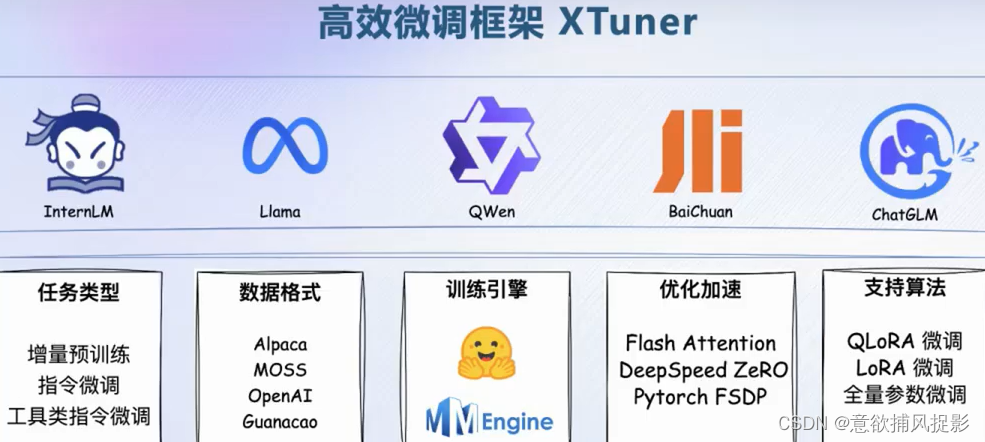 高效微调框架 XTuner
InternLM
Llama
QWen
BaiChuan
ChatGLM
任务类型
增量预训练
指令微调
工具类指令微调
数据格式
Alpaca
MOSS
OpenAI
Guanacao
训练引擎
MMEngine
优化加速
Flash Attention
DeepSpeed ZeRO
Pytorch FSDP
支持算法
QLoRA 微调
LoRA 微调
全量参数微调
CSDN @意欲捕风捉影